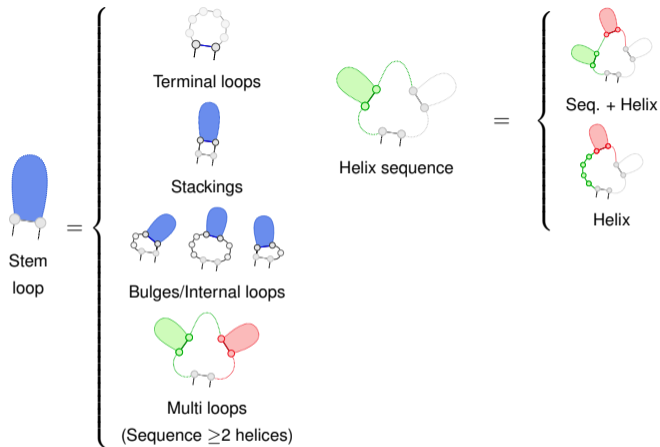 Stem
loop
=
Terminal loops
Stackings
Bulges/Internal loops
Multi loops
(Sequence ≥2 helices)
Helix sequence
=
Seq. + Helix
Helix